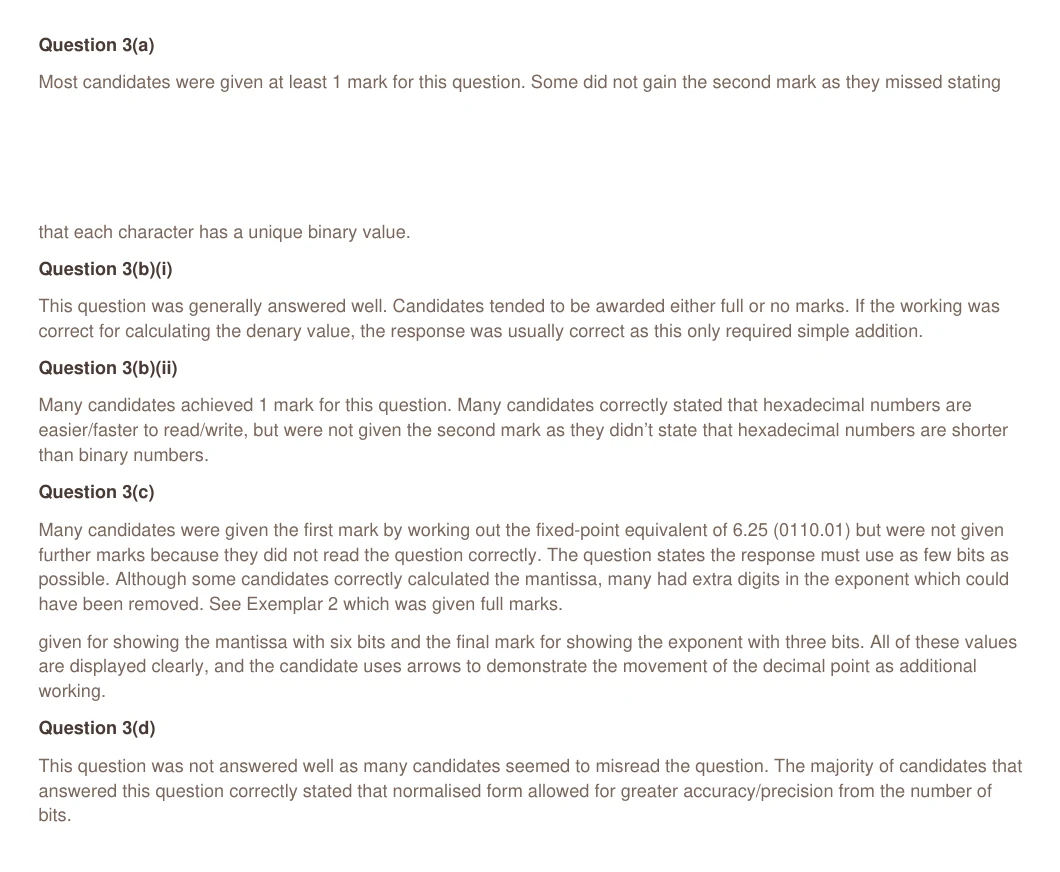 Question 3(a)
Most candidates were given at least 1 mark for this question. Some did not gain the second mark as they missed stating
that each character has a unique binary value.
Question 3(b)(i)
This question was generally answered well. Candidates tended to be awarded either full or no marks. If the working was
correct for calculating the denary value, the response was usually correct as this only required simple addition.
Question 3(b)(ii)
Many candidates achieved 1 mark for this question. Many candidates correctly stated that hexadecimal numbers are
easier/faster to read/write, but were not given the second mark as they didn’t state that hexadecimal numbers are shorter
than binary numbers.
Question 3(c)
Many candidates were given the first mark by working out the fixed-point equivalent of 6.25 (0110.01) but were not given
further marks because they did not read the question correctly. The question states the response must use as few bits as
possible. Although some candidates correctly calculated the mantissa, many had extra digits in the exponent which could
have been removed. See Exemplar 2 which was given full marks.
given for showing the mantissa with six bits and the final mark for showing the exponent with three bits. All of these values
are displayed clearly, and the candidate uses arrows to demonstrate the movement of the decimal point as additional
working.
Question 3(d)
This question was not answered well as many candidates seemed to misread the question. The majority of candidates that
answered this question correctly stated that normalised form allowed for greater accuracy/precision from the number of
bits.